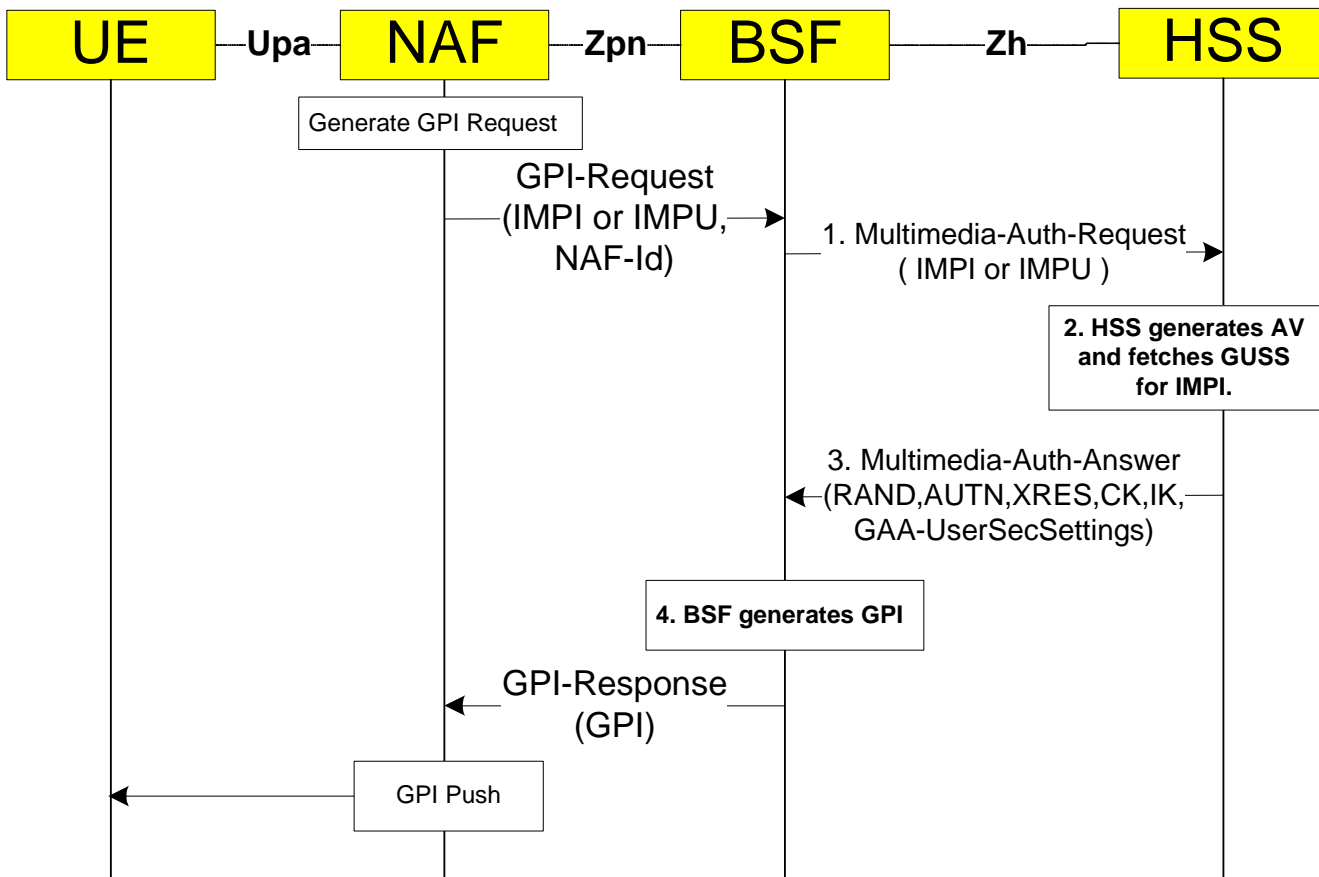 UE
Upa
NAF
Zpn
BSF
Zh
HSS
Generate GPI Request
GPI-Request
(IMPI or IMPU,
NAF-Id)
1. Multimedia-Auth-Request
( IMPI or IMPU )
2. HSS generates AV
and fetches GUSS
for IMPI.
3. Multimedia-Auth-Answer
(RAND,AUTN,XRES,CK,IK,
GAA-UserSecSettings)
4. BSF generates GPI
GPI-Response
(GPI)
GPI Push